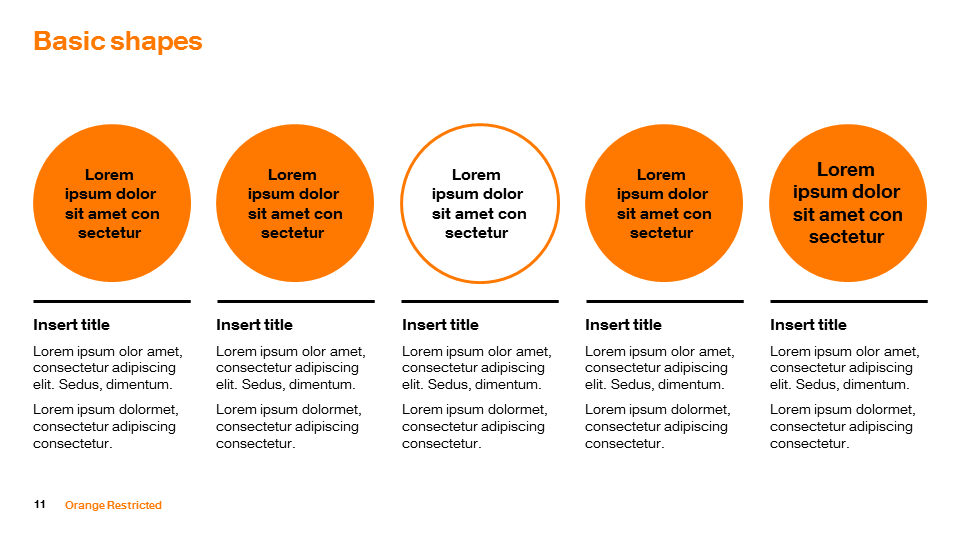 Basic shapes
Lorem
ipsum dolor
sit amet con
sectetur
Lorem
ipsum dolor
sit amet con
sectetur
Lorem
ipsum dolor
sit amet con
sectetur
Lorem
ipsum dolor
sit amet con
sectetur
Lorem
ipsum dolor
sit amet con
sectetur
Insert title
Lorem ipsum olor amet,
consectetur adipiscing
elit. Sedus, dimentum.
Lorem ipsum dolormet,
consectetur adipiscing
consectetur.
Insert title
Lorem ipsum olor amet,
consectetur adipiscing
elit. Sedus, dimentum.
Lorem ipsum dolormet,
consectetur adipiscing
consectetur.
Insert title
Lorem ipsum olor amet,
consectetur adipiscing
elit. Sedus, dimentum.
Lorem ipsum dolormet,
consectetur adipiscing
consectetur.
Insert title
Lorem ipsum olor amet,
consectetur adipiscing
elit. Sedus, dimentum.
Lorem ipsum dolormet,
consectetur adipiscing
consectetur.
Insert title
Lorem ipsum olor amet,
consectetur adipiscing
elit. Sedus, dimentum.
Lorem ipsum dolormet,
consectetur adipiscing
consectetur.
11 Orange Restricted